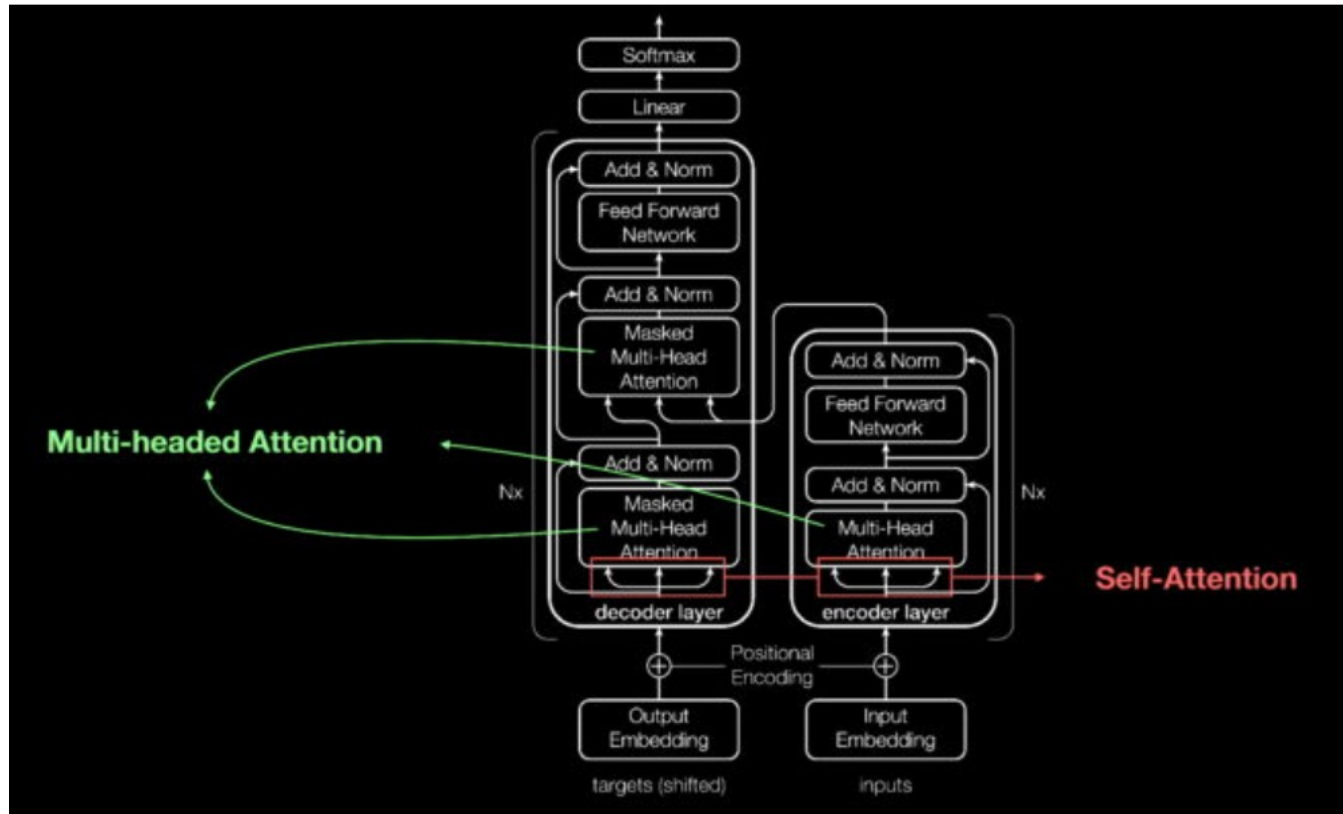 Softmax
Linear
Add & Norm
Feed Forward
Network
Add & Norm
Masked
Multi-Head
Attention
Add & Norm
Masked
Multi-Head
Attention
decoder layer
Nx
Multi-headed Attention
Add & Norm
Feed Forward
Network
Add & Norm
Multi-Head
Attention
encoder layer
Nx
Self-Attention
Positional
Encoding
Output
Embedding
targets (shifted)
Input
Embedding
inputs